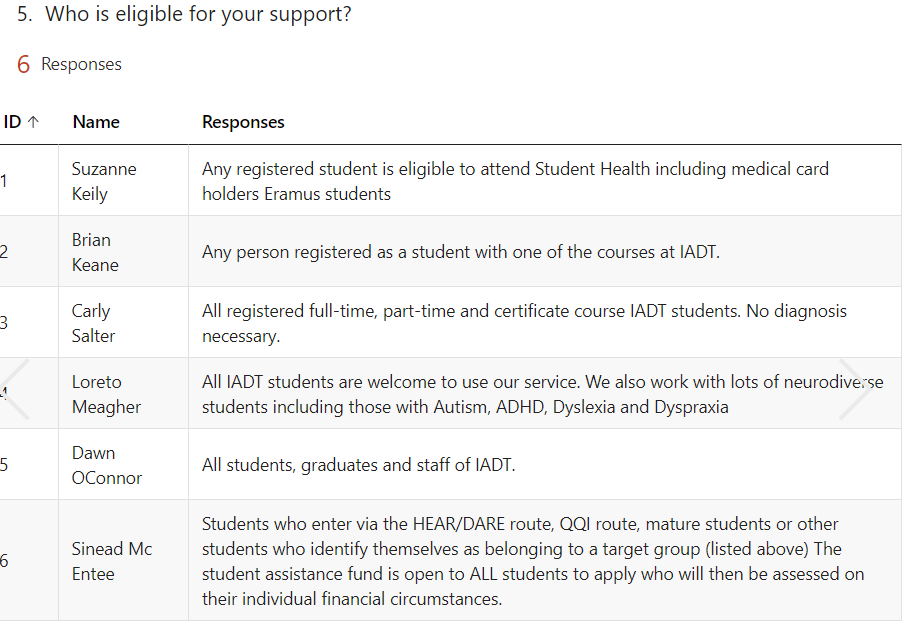 5. Who is eligible for your support?
6 Responses
ID ↑ Name Responses
1 Suzanne Keily Any registered student is eligible to attend Student Health including medical card
holders Eramus students
2 Brian Keane Any person registered as a student with one of the courses at IADT.
3 Carly Salter All registered full-time, part-time and certificate course IADT students. No diagnosis
necessary.
4 Loreto Meagher All IADT students are welcome to use our service. We also work with lots of neurodiverse
students including those with Autism, ADHD, Dyslexia and Dyspraxia
5 Dawn OConnor All students, graduates and staff of IADT.
6 Sinead Mc Entee Students who enter via the HEAR/DARE route, QQI route, mature students or other
students who identify themselves as belonging to a target group (listed above) The
student assistance fund is open to ALL students to apply who will then be assessed on
their individual financial circumstances.